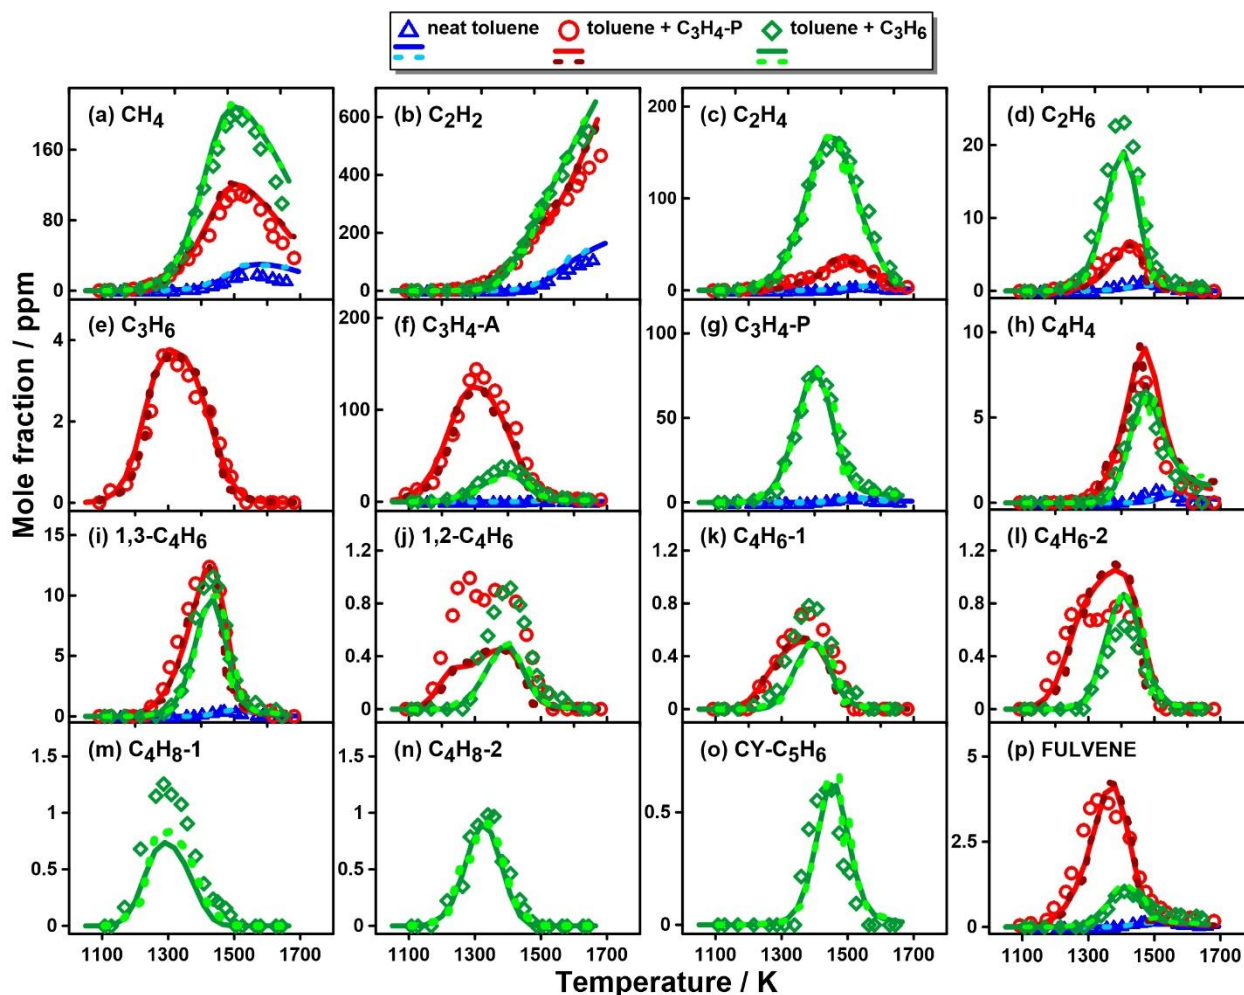 neat toluene toluene + C₃H₄-P toluene + C₃H₆
(a) CH₄ (b) C₂H₂ (c) C₂H₄ (d) C₂H₆
160 80 0
600 400 200 0
200 100 0
20 10 0
(e) C₃H₆ (f) C₃H₄-A (g) C₃H₄-P (h) C₄H₄
4 2 0
200 100 0
100 50 0
10 5 0
(i) 1,3-C₄H₆ (j) 1,2-C₄H₆ (k) C₄H₆-1 (l) C₄H₆-2
15 10 5 0
1.2 0.8 0.4 0
1.2 0.8 0.4 0
1.2 0.8 0.4 0
(m) C₄H₈-1 (n) C₄H₈-2 (o) CY-C₅H₆ (p) FULVENE
1.5 1 0.5 0
1.5 1 0.5 0
0.5 0
5 2.5 0
1100 1300 1500 1700 1100 1300 1500 1700 1100 1300 1500 1700 1100 1300 1500 1700
Mole fraction / ppm
Temperature / K